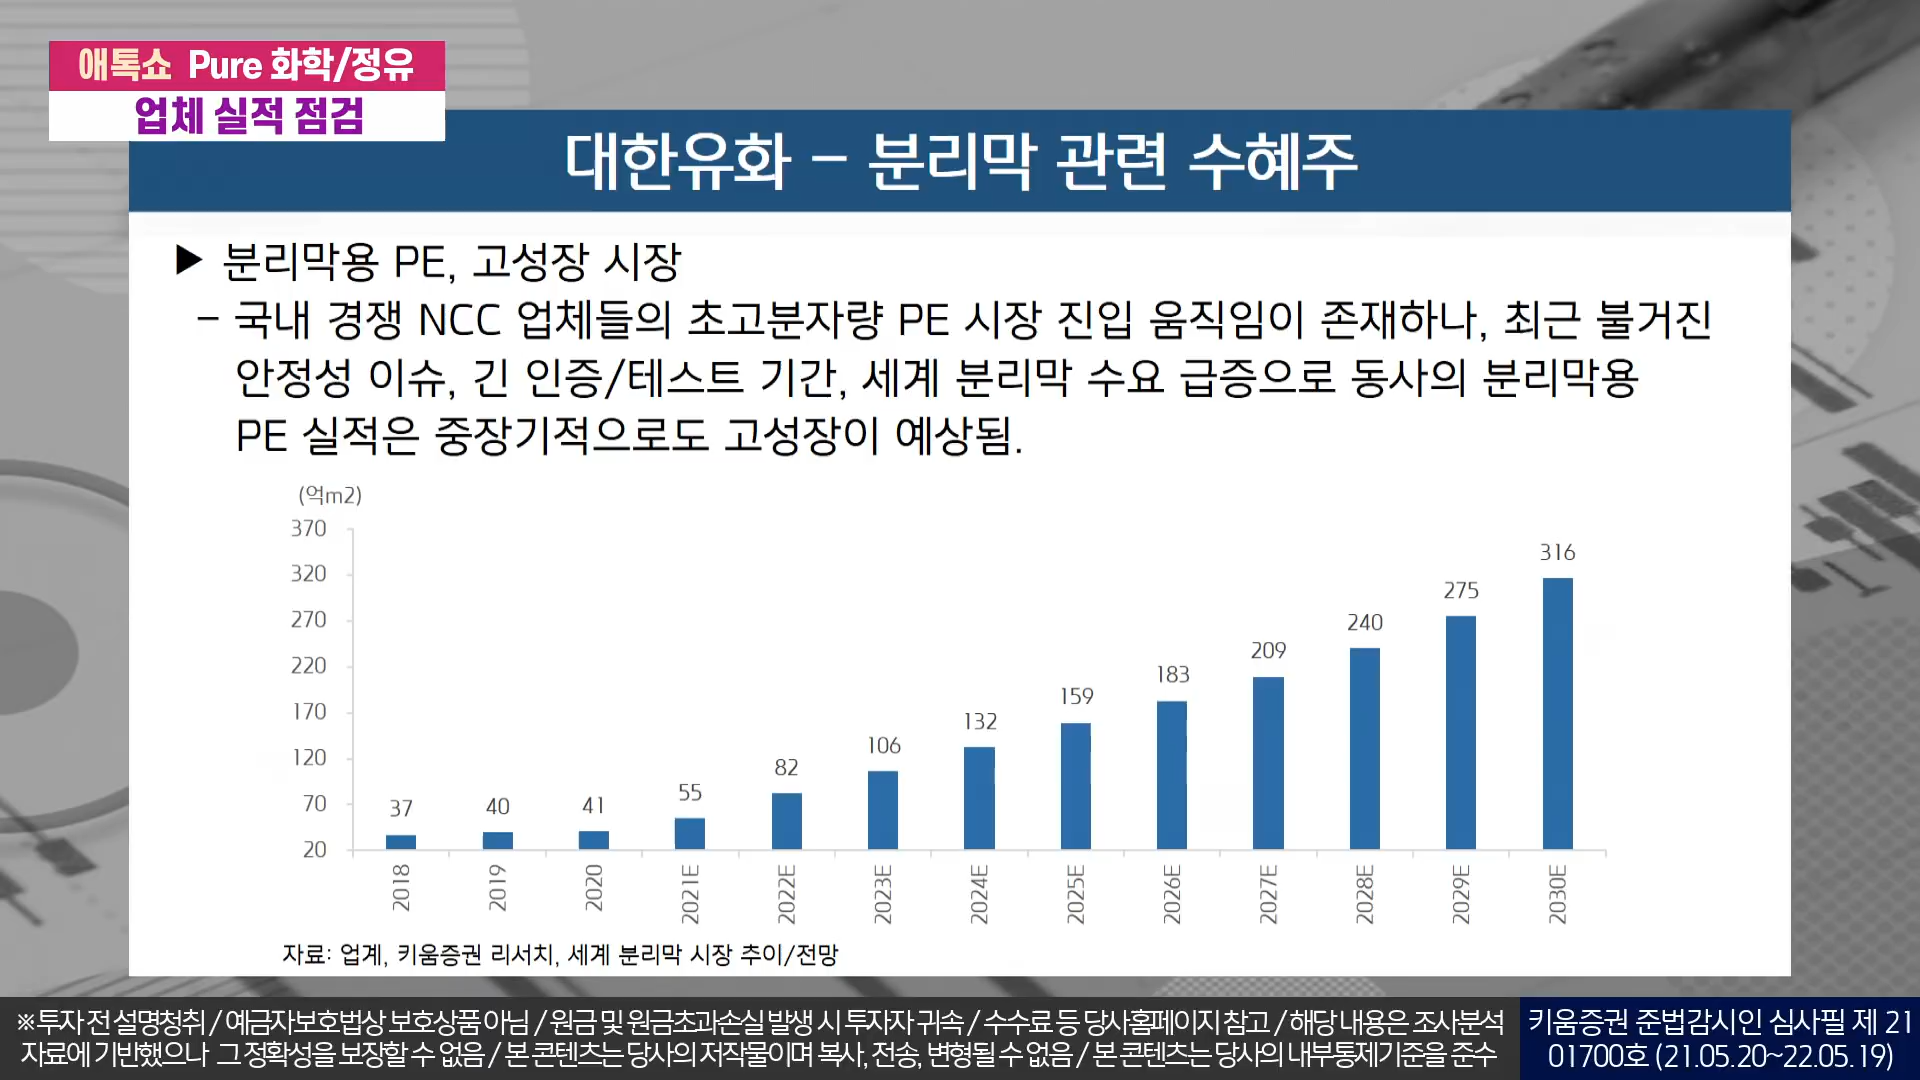 애톡쇼 Pure 화학/정유
업체 실적 점검
대한유화 – 분리막 관련 수혜주
▶ 분리막용 PE, 고성장 시장
– 국내 경쟁 NCC 업체들의 초고분자량 PE 시장 진입 움직임이 존재하나, 최근 불거진
안정성 이슈, 긴 인증/테스트 기간, 세계 분리막 수요 급증으로 동사의 분리막용
PE 실적은 중장기적으로도 고성장이 예상됨.
(억m2)
370
320
270
220
170
120
70
20
37
40
41
55
82
106
132
159
183
209
240
275
316
2018
2019
2020
2021E
2022E
2023E
2024E
2025E
2026E
2027E
2028E
2029E
2030E
자료: 업계, 키움증권 리서치, 세계 분리막 시장 추이/전망
※투자 전 설명청취 / 예금자보호법상 보호상품 아님 / 원금 및 원금초과손실 발생 시 투자자 귀속 / 수수료 등 당사홈페이지 참고 / 해당 내용은 조사분석
자료에 기반했으나 그 정확성을 보장할 수 없음 / 본 콘텐츠는 당사의 저작물이며 복사, 전송, 변형될 수 없음 / 본 콘텐츠는 당사의 내부통제기준을 준수
키움증권 준법감시인 심사필 제 21
01700호 (21.05.20~22.05.19)